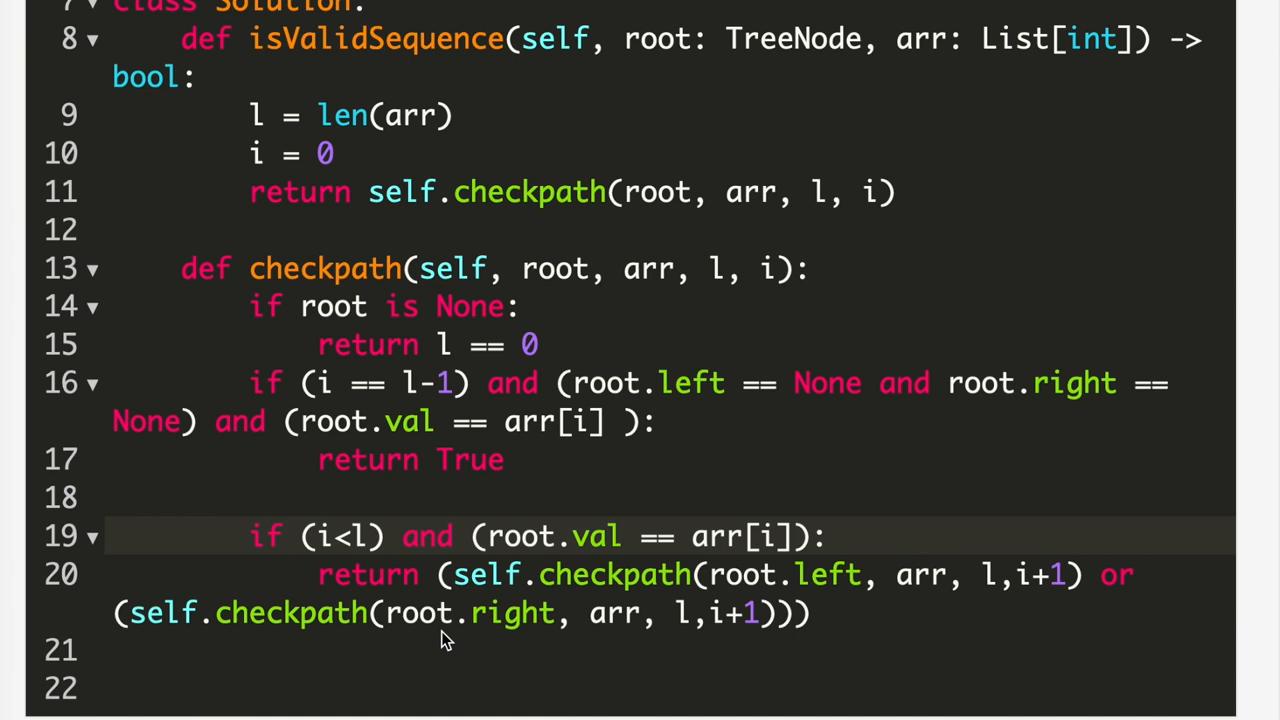 7 class Solution:
8 def isValidSequence(self, root: TreeNode, arr: List[int]) ->
bool:
9 l = len(arr)
10 i = 0
11 return self.checkpath(root, arr, l, i)
12
13 def checkpath(self, root, arr, l, i):
14 if root is None:
15 return l == 0
16 if (i == l-1) and (root.left == None and root.right ==
None) and (root.val == arr[i] ):
17 return True
18
19 if (i<l) and (root.val == arr[i]):
20 return (self.checkpath(root.left, arr, l,i+1) or
(self.checkpath(root.right, arr, l,i+1)))
21
22